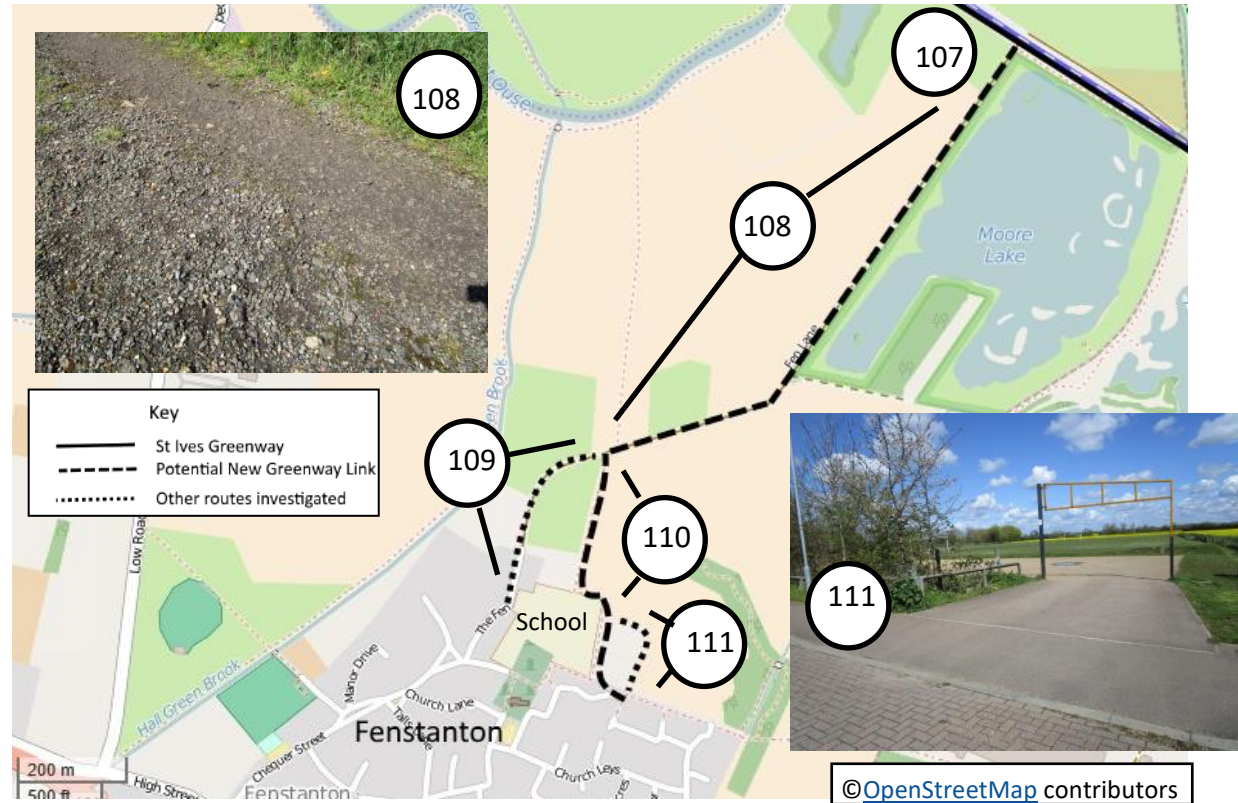 108
107
108
Moore
Lake
Fen Lane
Key
St Ives Greenway
Potential New Greenway Link
Other routes investigated
109
110
111
111
School
The Fen
Low Road
Manor Drive
Hall Green Brook
Church Lane
Chequer Street
Fenstanton
Church Leys
High Street
Fenstanton
200 m
500 ft
©OpenStreetMap contributors